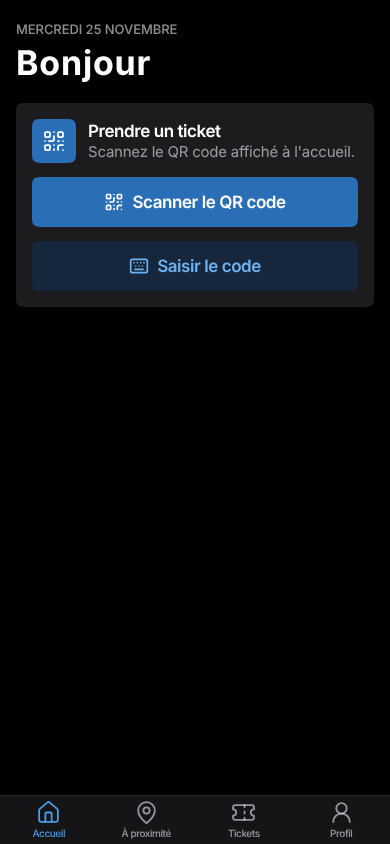 MERCREDI 25 NOVEMBRE
Bonjour
Prendre un ticket
Scannez le QR code affiché à l'accueil.
Scanner le QR code
Saisir le code
Accueil
À proximité
Tickets
Profil